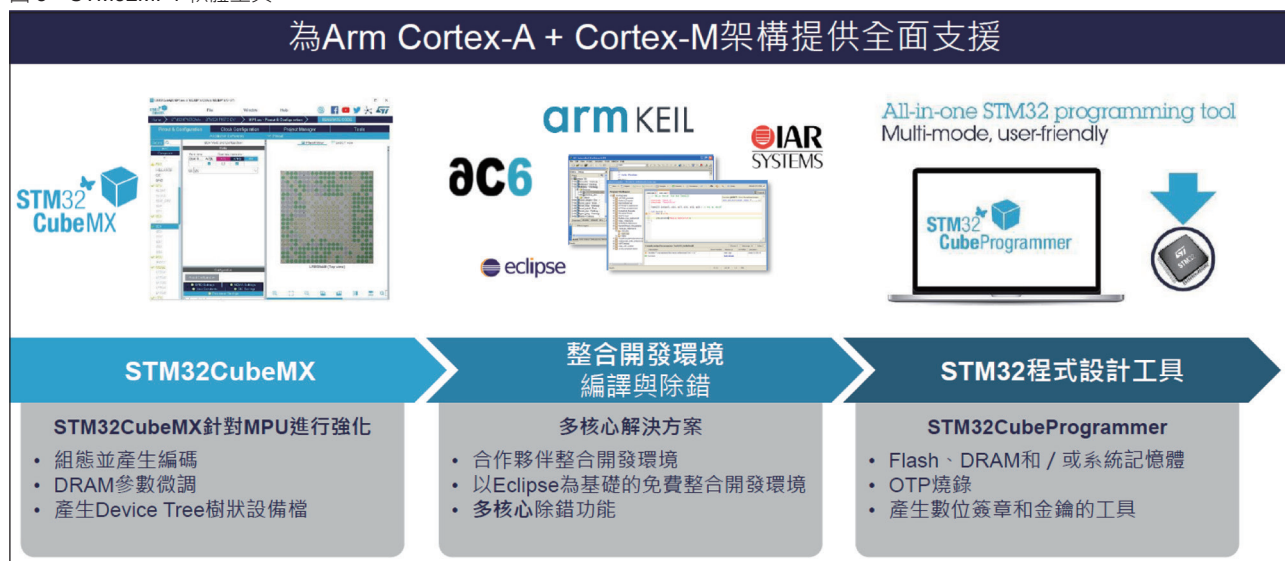 為Arm Cortex-A + Cortex-M架構提供全面支援
STM32
CubeMX
Project Manager
Tools
arm KEIL
IAR
SYSTEMS
ac6
eclipse
All-in-one STM32 programming tool
Multi-mode, user-friendly
STM32
CubeProgrammer
STM32CubeMX
整合開發環境
編譯與除錯
STM32程式設計工具
STM32CubeMX針對MPU進行強化
• 組態並產生編碼
• DRAM參數微調
• 產生Device Tree樹狀設備檔
多核心解決方案
• 合作夥伴整合開發環境
• 以Eclipse為基礎的免費整合開發環境
• 多核心除錯功能
STM32CubeProgrammer
• Flash、DRAM和 / 或系統記憶體
• OTP燒錄
• 產生數位簽章和金鑰的工具